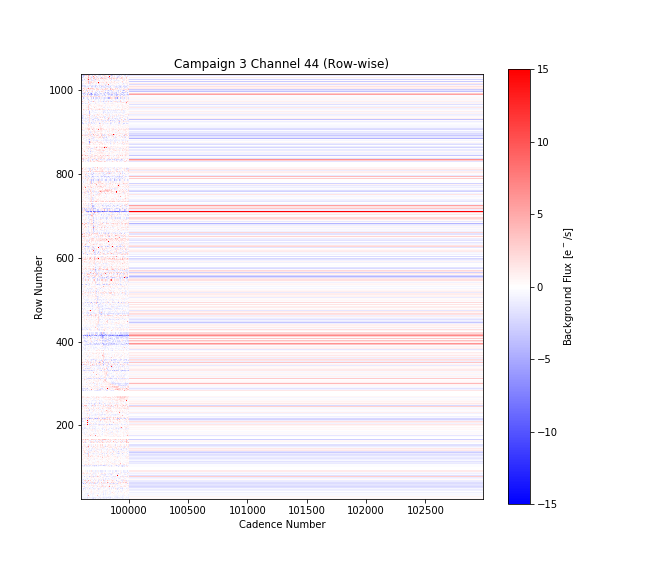 Campaign 3 Channel 44 (Row-wise)
1000
800
600
400
200
Row Number
100000 100500 101000 101500 102000 102500
Cadence Number
15
10
5
0
−5
−10
−15
Background Flux [e⁻/s]